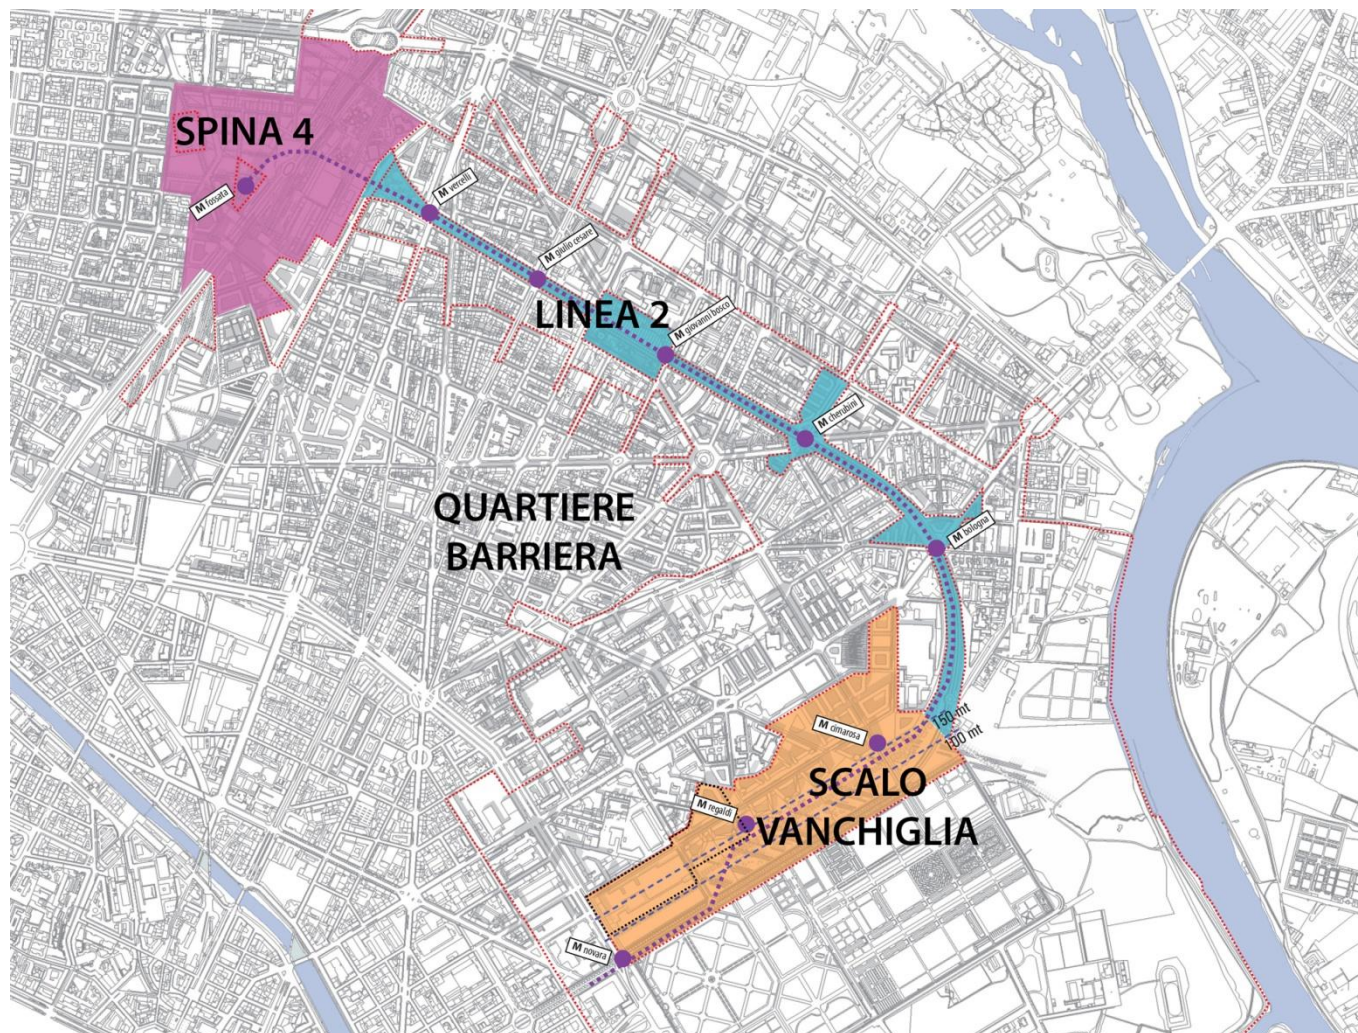 SPINA 4
M fossata
M vercelli
M giulio cesare
LINEA 2
M giovanni bosco
M cherubini
QUARTIERE
BARRIERA
M bologna
150 mt
100 mt
M cimarosa
SCALO
VANCHIGLIA
M regaldi
M novara